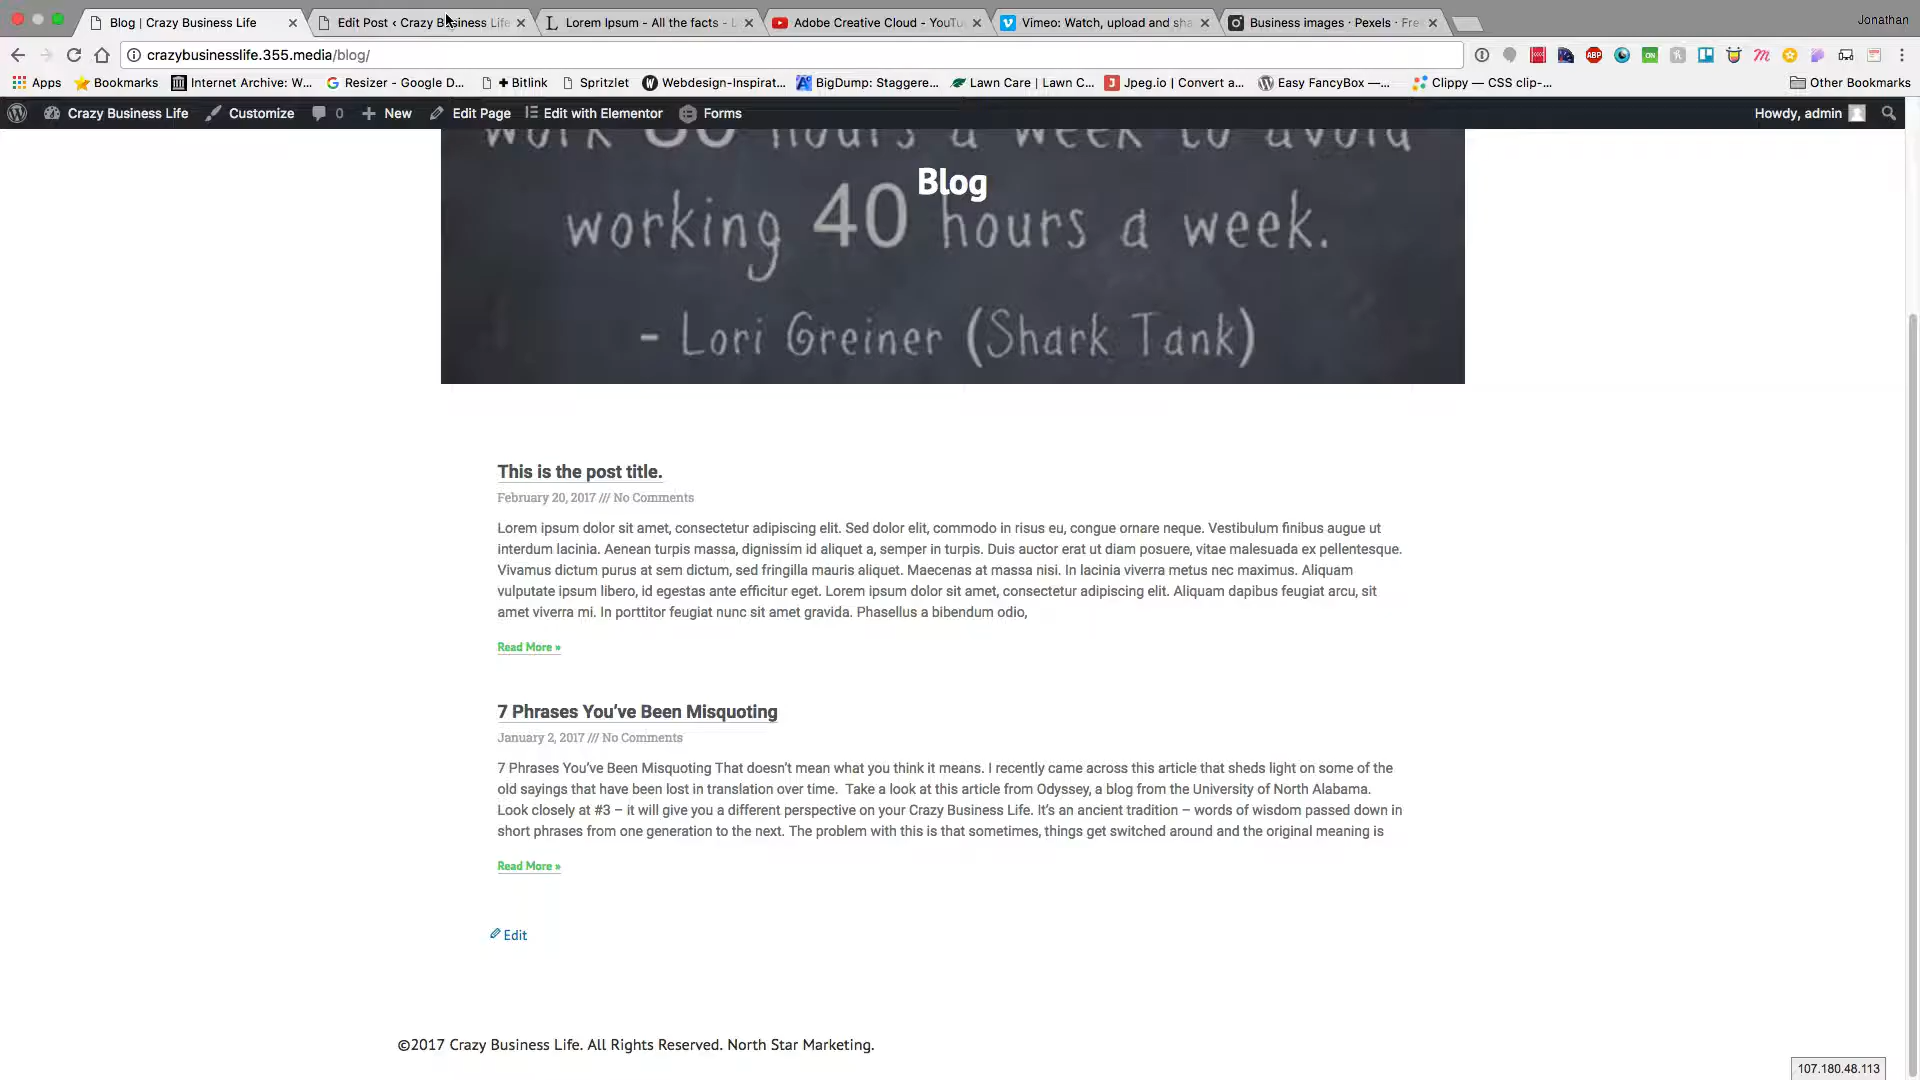 Blog | Crazy Business Life
Edit Post ‹ Crazy Business Life
Lorem Ipsum - All the facts -
Adobe Creative Cloud - YouTu
Vimeo: Watch, upload and sha
Business images · Pexels · Fre
Jonathan
crazybusinesslife.355.media/blog/
Apps
Bookmarks
Internet Archive: W...
Resizer - Google D...
+ Bitlink
Spritzlet
Webdesign-Inspirat...
BigDump: Staggere...
Lawn Care | Lawn C...
Jpeg.io | Convert a...
Easy FancyBox —...
Clippy — CSS clip-...
Other Bookmarks
Crazy Business Life
Customize
0
New
Edit Page
Edit with Elementor
Forms
Howdy, admin
work 80 hours a week to avoid
Blog
working 40 hours a week.
- Lori Greiner (Shark Tank)
This is the post title.
February 20, 2017 /// No Comments
Lorem ipsum dolor sit amet, consectetur adipiscing elit. Sed dolor elit, commodo in risus eu, congue ornare neque. Vestibulum finibus augue ut
interdum lacinia. Aenean turpis massa, dignissim id aliquet a, semper in turpis. Duis auctor erat ut diam posuere, vitae malesuada ex pellentesque.
Vivamus dictum purus at sem dictum, sed fringilla mauris aliquet. Maecenas at massa nisi. In lacinia viverra metus nec maximus. Aliquam
vulputate ipsum libero, id egestas ante efficitur eget. Lorem ipsum dolor sit amet, consectetur adipiscing elit. Aliquam dapibus feugiat arcu, sit
amet viverra mi. In porttitor feugiat nunc sit amet gravida. Phasellus a bibendum odio,
Read More »
7 Phrases You’ve Been Misquoting
January 2, 2017 /// No Comments
7 Phrases You’ve Been Misquoting That doesn’t mean what you think it means. I recently came across this article that sheds light on some of the
old sayings that have been lost in translation over time.  Take a look at this article from Odyssey, a blog from the University of North Alabama.
Look closely at #3 – it will give you a different perspective on your Crazy Business Life. It’s an ancient tradition – words of wisdom passed down in
short phrases from one generation to the next. The problem with this is that sometimes, things get switched around and the original meaning is
Read More »
Edit
©2017 Crazy Business Life. All Rights Reserved. North Star Marketing.
107.180.48.113